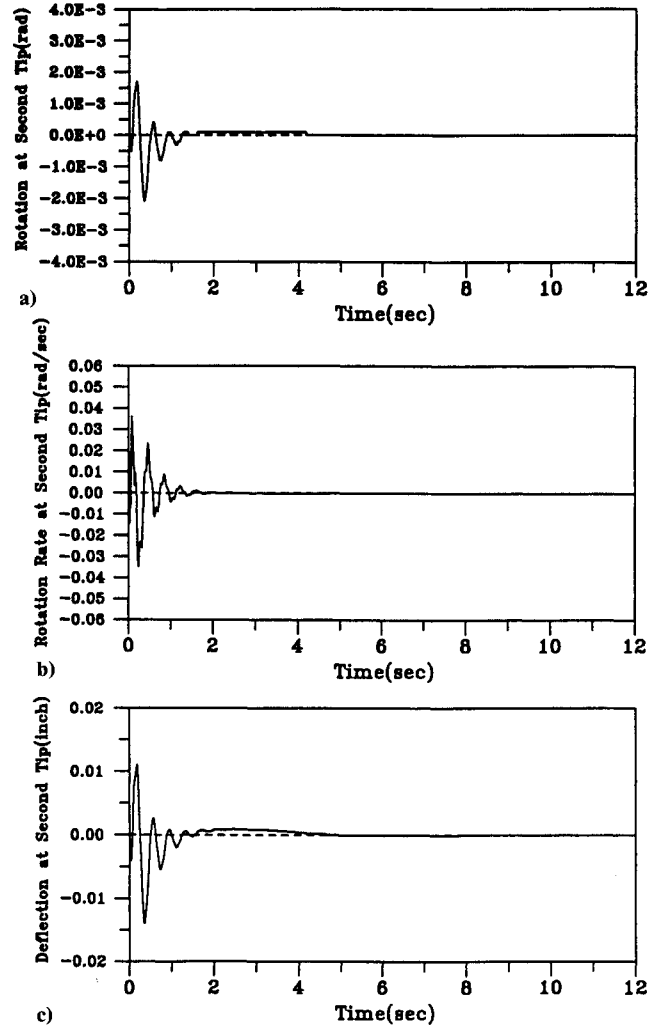 Rotation at Second Tip(rad)
4.0E-3
3.0E-3
2.0E-3
1.0E-3
0.0E+0
-1.0E-3
-2.0E-3
-3.0E-3
-4.0E-3
0 2 4 6 8 10 12
Time(sec)
a)
Rotation Rate at Second Tip(rad/sec)
0.06
0.05
0.04
0.03
0.02
0.01
0.00
-0.01
-0.02
-0.03
-0.04
-0.05
-0.06
0 2 4 6 8 10 12
Time(sec)
b)
Deflection at Second Tip(inch)
0.02
0.01
0.00
-0.01
-0.02
0 2 4 6 8 10 12
Time(sec)
c)